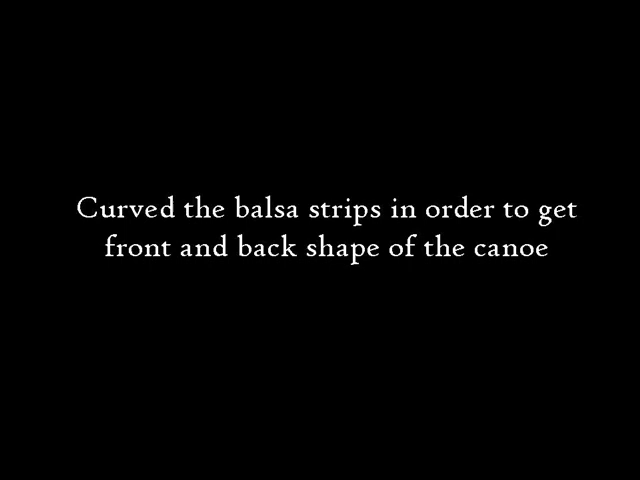 Curved the balsa strips in order to get
front and back shape of the canoe